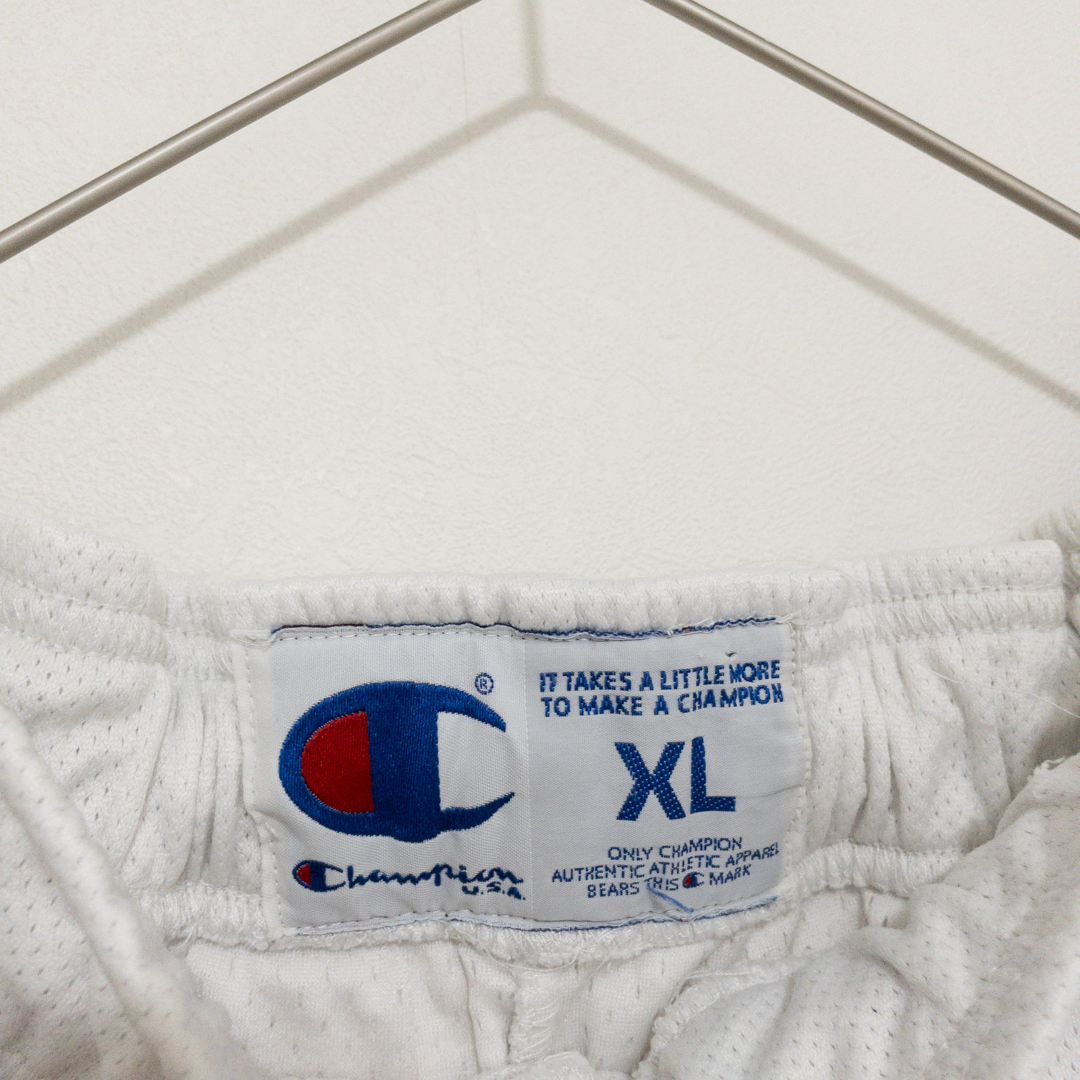 ®
Champion
U.S.A.
IT TAKES A LITTLE MORE
TO MAKE A CHAMPION
XL
ONLY CHAMPION
AUTHENTIC ATHLETIC APPAREL
BEARS THIS C MARK